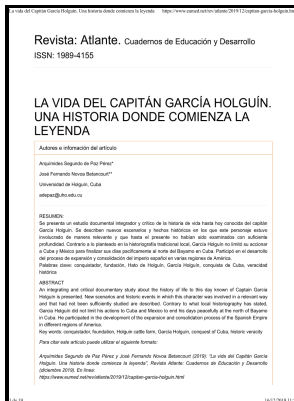 La vida del Capitán García Holguín. Una historia donde comienza la leyenda https://www.eumed.net/rev/atlante/2019/12/capitan-garcia-holguin.html
Revista: Atlante. Cuadernos de Educación y Desarrollo
ISSN: 1989-4155
LA VIDA DEL CAPITÁN GARCÍA HOLGUÍN.
UNA HISTORIA DONDE COMIENZA LA
LEYENDA
Autores e infomación del artículo
Arquímides Segundo de Paz Pérez*
José Fernando Novoa Betancourt**
Universidad de Holguín, Cuba
adepaz@uho.edu.cu
RESUMEN:
Se presenta un estudio documental integrador y crítico de la historia de vida hasta hoy conocida del capitán
García Holguín. Se describen nuevos escenarios y hechos históricos en los que este personaje estuvo
involucrado de manera relevante y que hasta el presente no habían sido examinados con suficiente
profundidad. Contrario a lo planteado en la historiografía tradicional local, García Holguín no limitó su accionar
a Cuba y México para finalizar sus días pacíficamente al norte del Bayamo en Cuba. Participó en el desarrollo
del proceso de expansión y consolidación del imperio español en varias regiones de América.
Palabras clave: conquistador, fundación, Hato de Holguín, García Holguín, conquista de Cuba, veracidad
histórica
ABSTRACT
An integrating and critical documentary study about the history of life to this day known of Captain García
Holguín is presented. New scenarios and historic events in which this character was involved in a relevant way
and that had not been sufficiently studied are described. Contrary to what local historiography has stated,
García Holguín did not limit his actions to Cuba and Mexico to end his days peacefully at the north of Bayamo
in Cuba. He participated in the development of the expansion and consolidation process of the Spanish Empire
in different regions of America:
Key words: conquistador, foundation, Holguín cattle farm, García Holguín, conquest of Cuba, historic veracity
Para citar este artículo puede utilizar el siguiente formato:
Arquímides Segundo de Paz Pérez y José Fernando Novoa Betancourt (2019): "La vida del Capitán García
Holguín. Una historia donde comienza la leyenda", Revista Atlante: Cuadernos de Educación y Desarrollo
(diciembre 2019). En línea:
https://www.eumed.net/rev/atlante/2019/12/capitan-garcia-holguin.html